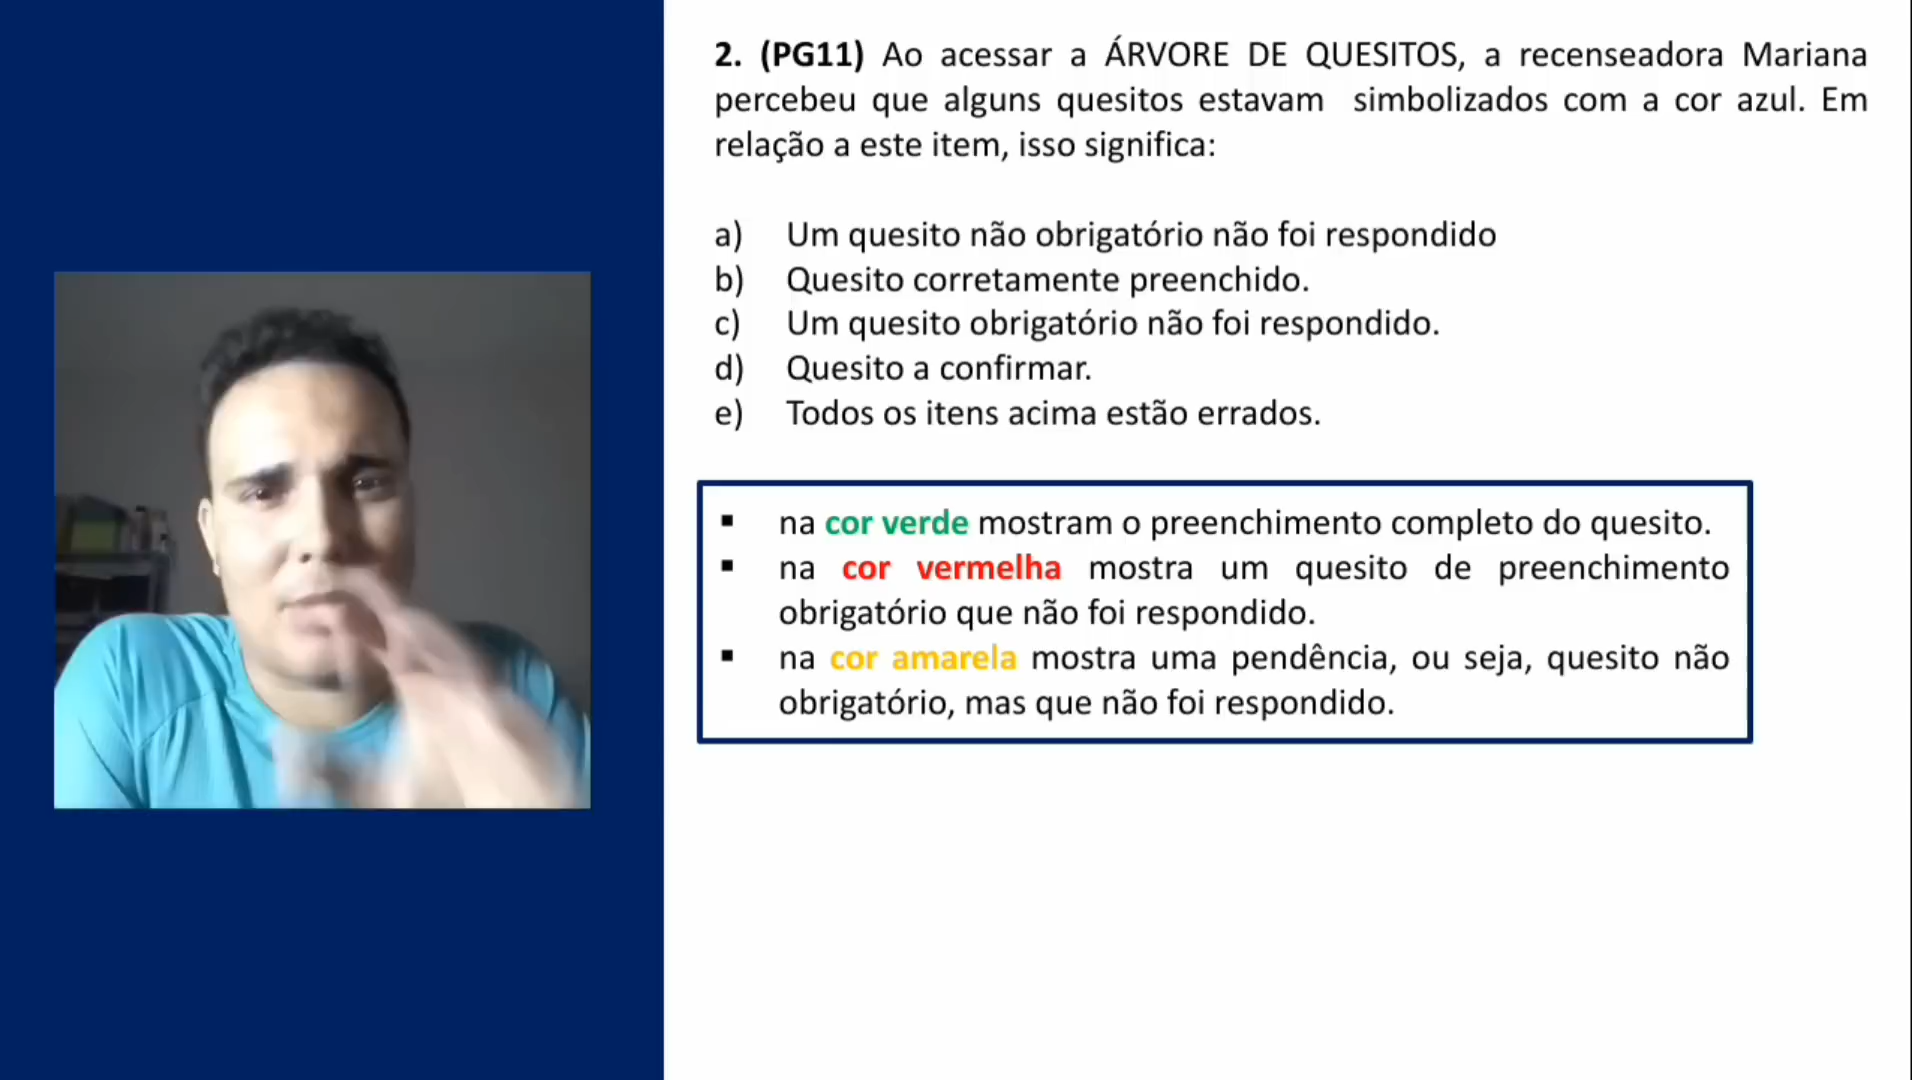 2. (PG11) Ao acessar a ÁRVORE DE QUESITOS, a recenseadora Mariana
percebeu que alguns quesitos estavam simbolizados com a cor azul. Em
relação a este item, isso significa:
a) Um quesito não obrigatório não foi respondido
b) Quesito corretamente preenchido.
c) Um quesito obrigatório não foi respondido.
d) Quesito a confirmar.
e) Todos os itens acima estão errados.
▪ na cor verde mostram o preenchimento completo do quesito.
▪ na cor vermelha mostra um quesito de preenchimento
obrigatório que não foi respondido.
▪ na cor amarela mostra uma pendência, ou seja, quesito não
obrigatório, mas que não foi respondido.